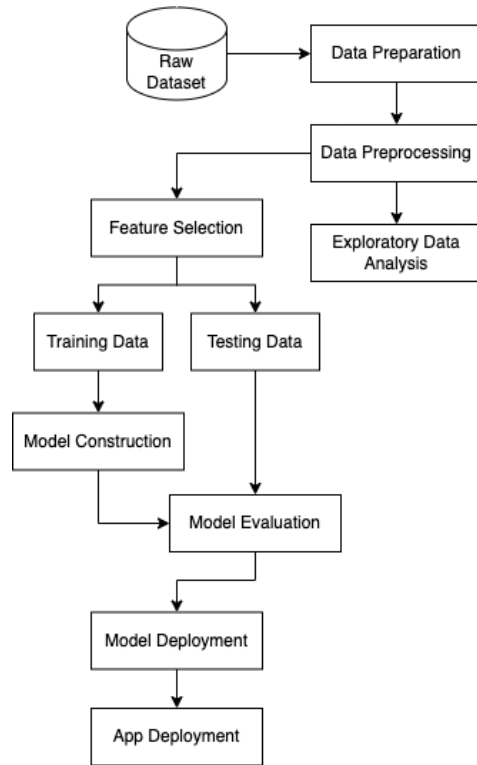 Raw
Dataset
Data Preparation
Data Preprocessing
Feature Selection
Exploratory Data
Analysis
Training Data
Testing Data
Model Construction
Model Evaluation
Model Deployment
App Deployment